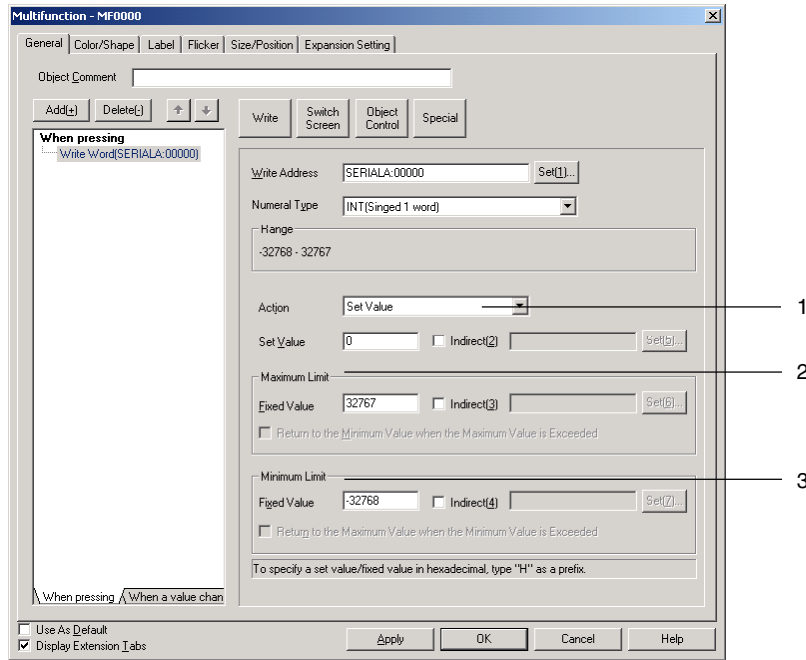 Multifunction - MF0000
General Color/Shape Label Flicker Size/Position Expansion Setting
Object Comment
Add(+) Delete(-)
Write Switch Screen Object Control Special
When pressing
Write Word(SERIALA:00000)
Write Address SERIALA:00000 Set(1)...
Numeral Type INT(Singed 1 word)
Range
-32768 - 32767
Action Set Value 1
Set Value 0 Indirect(2) Set(5)...
Maximum Limit 2
Fixed Value 32767 Indirect(3) Set(6)...
Return to the Minimum Value when the Maximum Value is Exceeded
Minimum Limit 3
Fixed Value -32768 Indirect(4) Set(7)...
Return to the Maximum Value when the Minimum Value is Exceeded
To specify a set value/fixed value in hexadecimal, type "H" as a prefix.
When pressing When a value chan
Use As Default
Display Extension Tabs
Apply OK Cancel Help